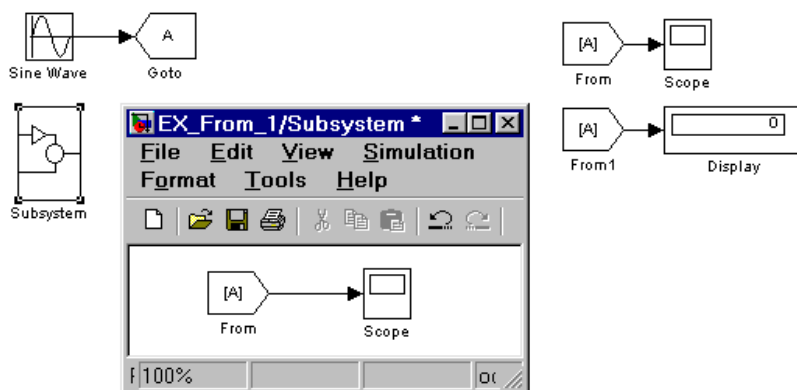 A
Sine Wave
Goto
Subsystem
EX_From_1/Subsystem *
File Edit View Simulation
Format Tools Help
[A]
From
Scope
100%
[A]
From
Scope
[A]
0
From1
Display